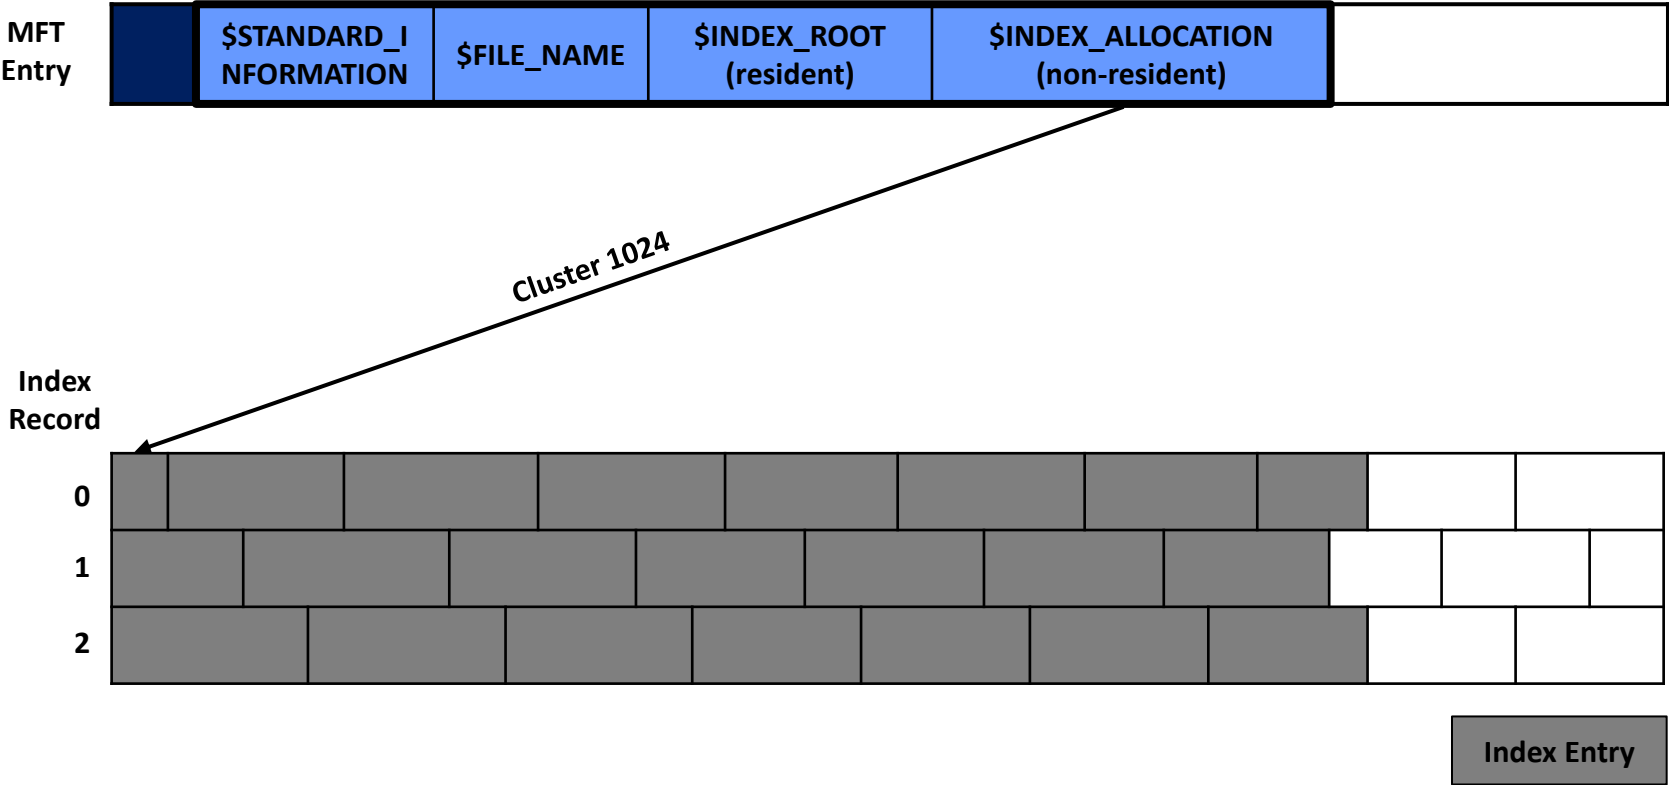 MFT
Entry
$STANDARD_I
NFORMATION
$FILE_NAME
$INDEX_ROOT
(resident)
$INDEX_ALLOCATION
(non-resident)
Cluster 1024
Index
Record
0
1
2
Index Entry